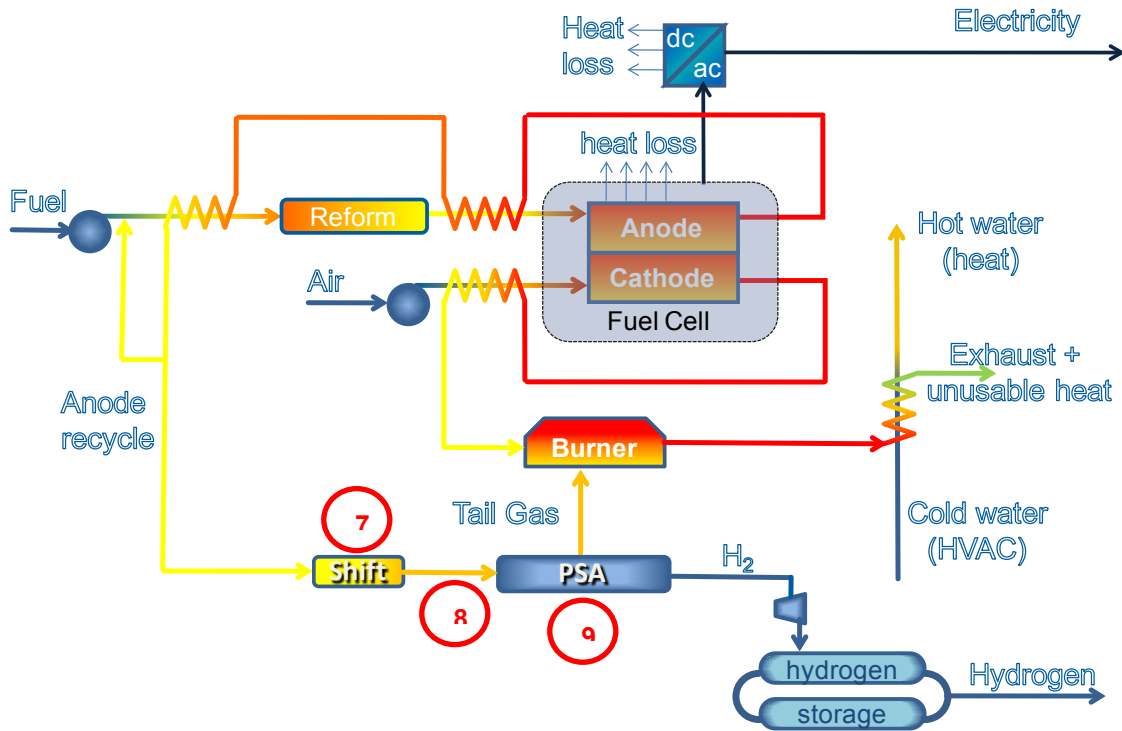 Electricity
Heat
loss
dc
ac
heat loss
Fuel
Reform
Anode
Cathode
Fuel Cell
Air
Hot water
(heat)
Exhaust +
unusable heat
Anode
recycle
Burner
Tail Gas
Cold water
(HVAC)
7
Shift
8
PSA
9
H2
hydrogen
storage
Hydrogen